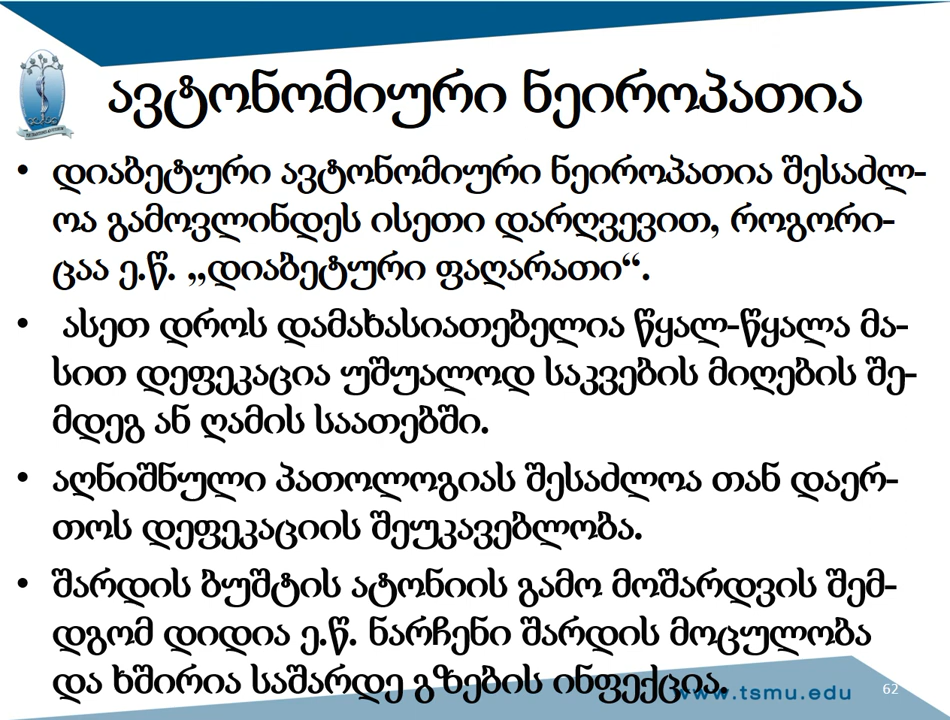 ავტონომიური ნეიროპათია
• დიაბეტური ავტონომიური ნეიროპათია შესაძლ-
ოა გამოვლინდეს ისეთი დარღვევით, როგორი-
ცაა ე.წ. „დიაბეტური ფაღარათი“.
• ასეთ დროს დამახასიათებელია წყალ-წყალა მა-
სით დეფეკაცია უშუალოდ საკვების მიღების შე-
მდეგ ან ღამის საათებში.
• აღნიშნული პათოლოგიას შესაძლოა თან დაერ-
თოს დეფეკაციის შეუკავებლობა.
• შარდის ბუშტის ატონიის გამო მოშარდვის შემ-
დგომ დიდია ე.წ. ნარჩენი შარდის მოცულობა
და ხშირია საშარდე გზების ინფექცია.
www.tsmu.edu
62